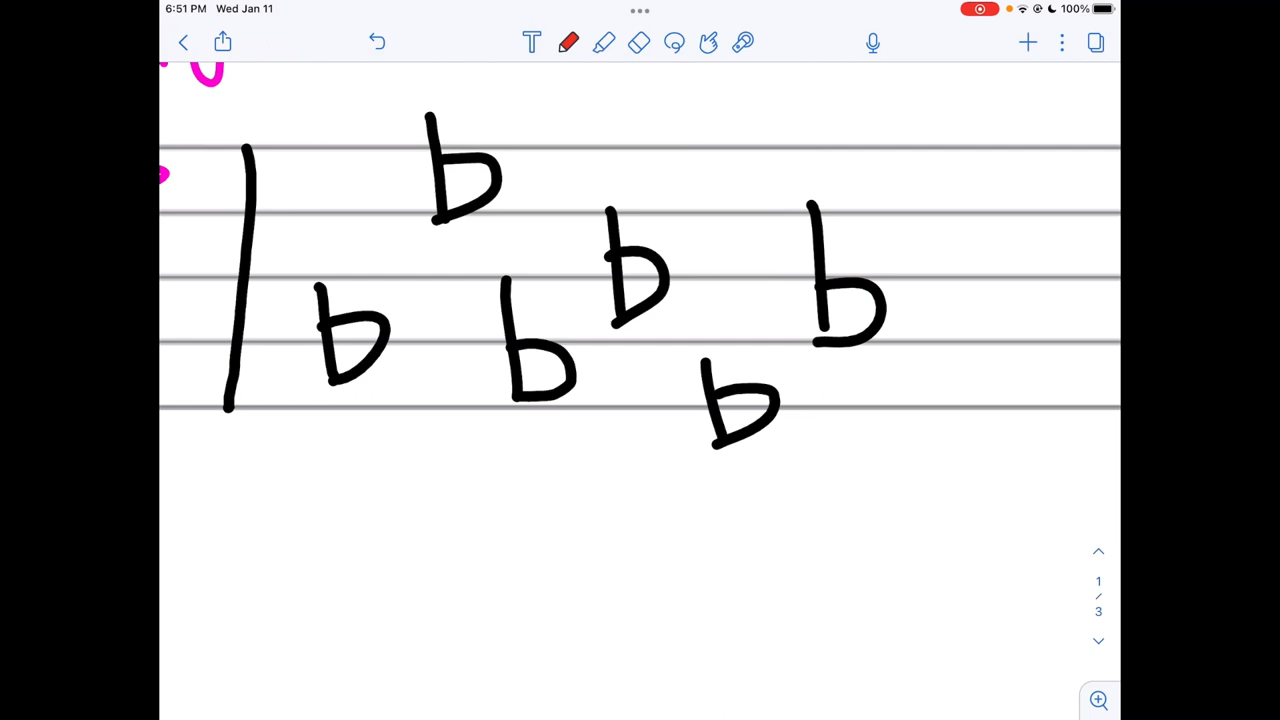 6:51 PM Wed Jan 11
100%
T
♭ ♭ ♭ ♭ ♭ ♭
1
/
3